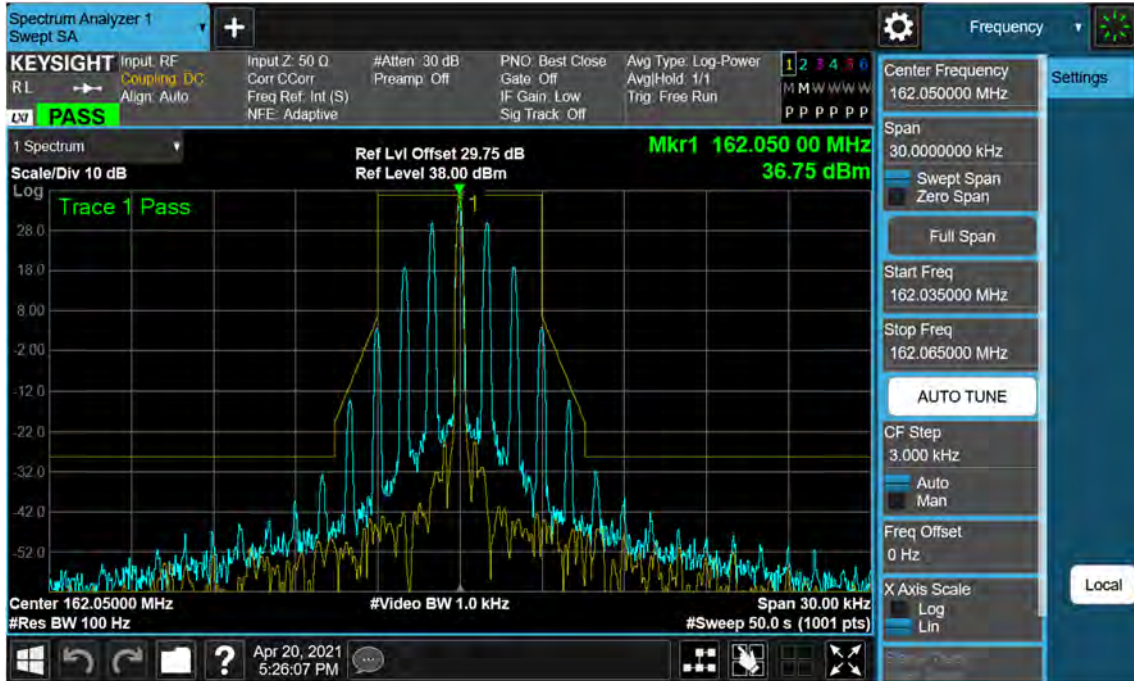 Spectrum Analyzer 1
Swept SA
+
Frequency
KEYSIGHT
RL
LXI
PASS
Input: RF
Coupling: DC
Align: Auto
Input Z: 50 Ω
Corr CCorr
Freq Ref: Int (S)
NFE: Adaptive
#Atten: 30 dB
Preamp: Off
PNO: Best Close
Gate: Off
IF Gain: Low
Sig Track: Off
Avg Type: Log-Power
Avg|Hold: 1/1
Trig: Free Run
1 2 3 4 5 6
M M W W W W
P P P P P P
1 Spectrum
Scale/Div 10 dB
Ref Lvl Offset 29.75 dB
Ref Level 38.00 dBm
Mkr1 162.050 00 MHz
36.75 dBm
Log
Trace 1 Pass
1
28.0
18.0
8.00
-2.00
-12.0
-22.0
-32.0
-42.0
-52.0
Center 162.05000 MHz
#Res BW 100 Hz
#Video BW 1.0 kHz
Span 30.00 kHz
#Sweep 50.0 s (1001 pts)
Center Frequency
162.050000 MHz
Span
30.0000000 kHz
Swept Span
Zero Span
Full Span
Start Freq
162.035000 MHz
Stop Freq
162.065000 MHz
AUTO TUNE
CF Step
3.000 kHz
Auto
Man
Freq Offset
0 Hz
X Axis Scale
Log
Lin
Settings
Local
?
Apr 20, 2021
5:26:07 PM